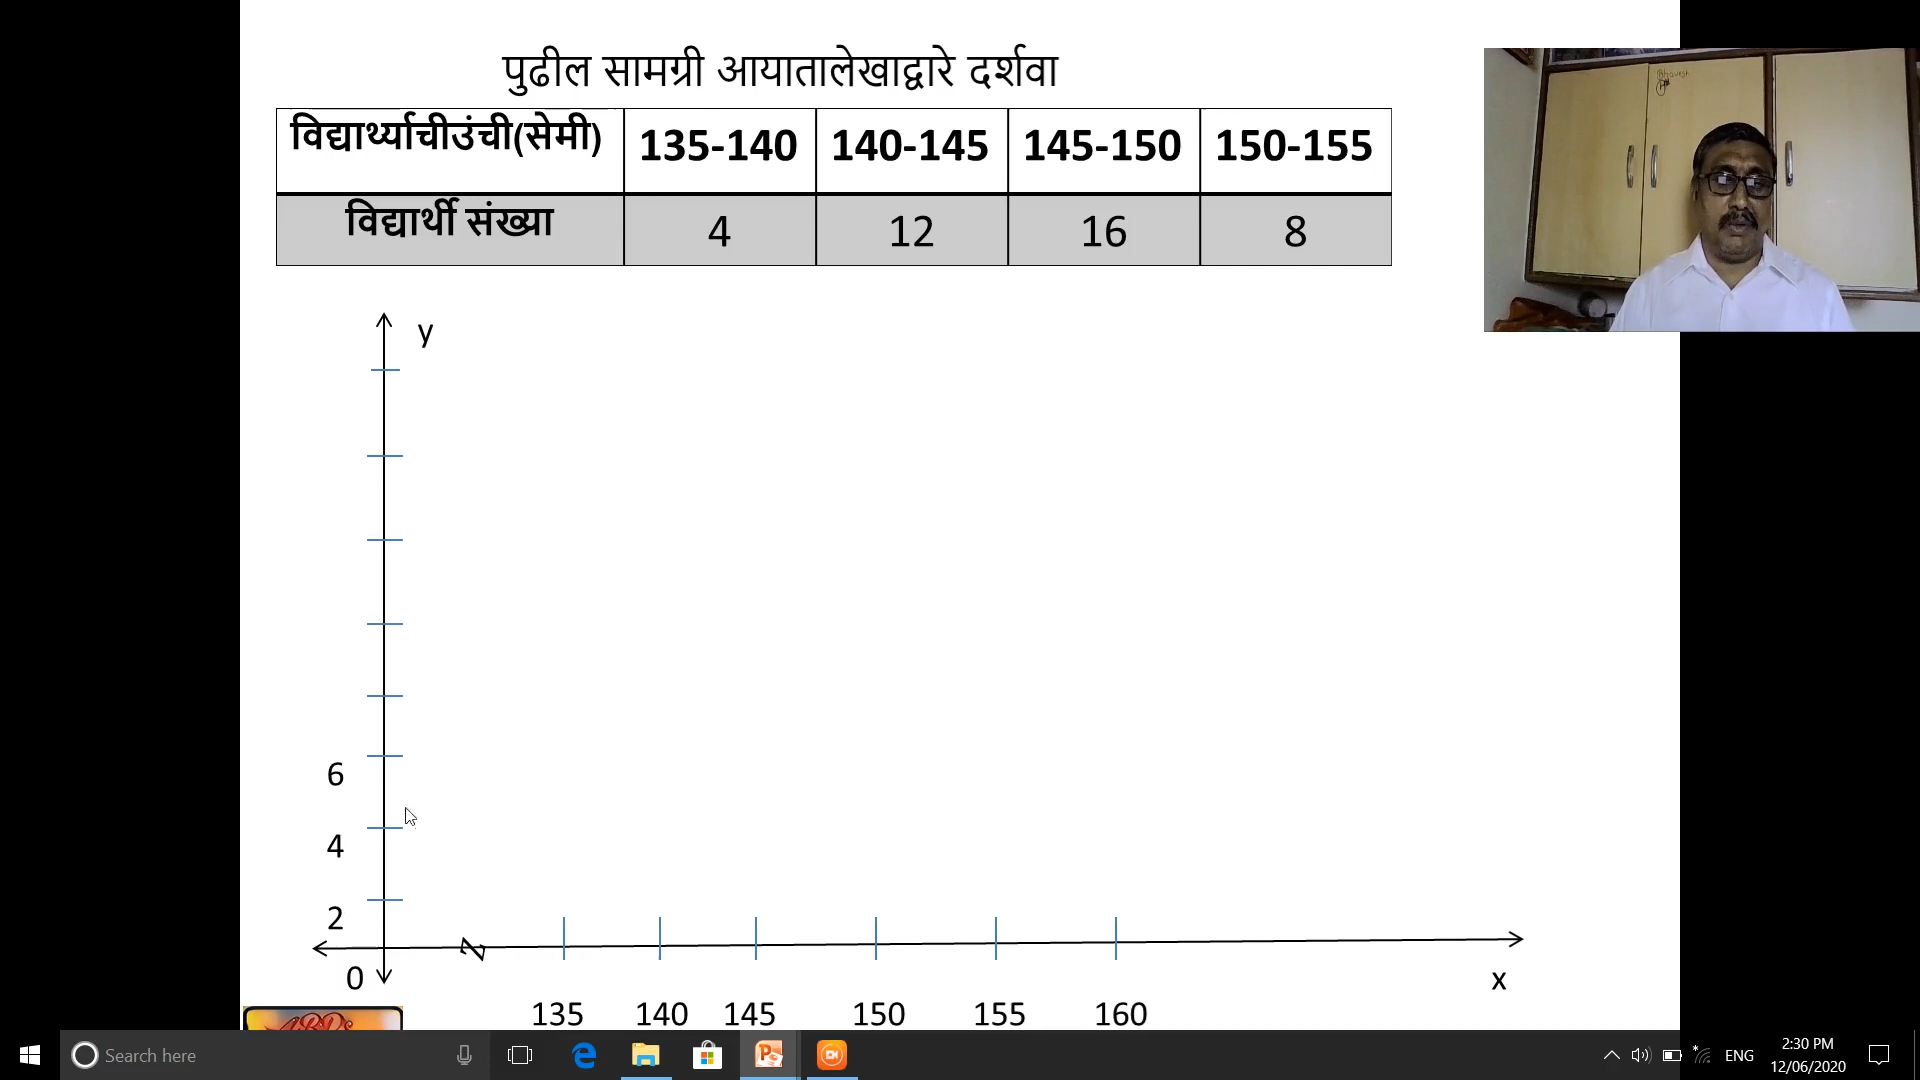 पुढील सामग्री आयातालेखाद्वारे दर्शवा
विद्यार्थ्याचीउंची(सेमी) 135-140 140-145 145-150 150-155
विद्यार्थी संख्या 4 12 16 8
y
6
4
2
0
x
135 140 145 150 155 160
Search here
ENG
2:30 PM
12/06/2020